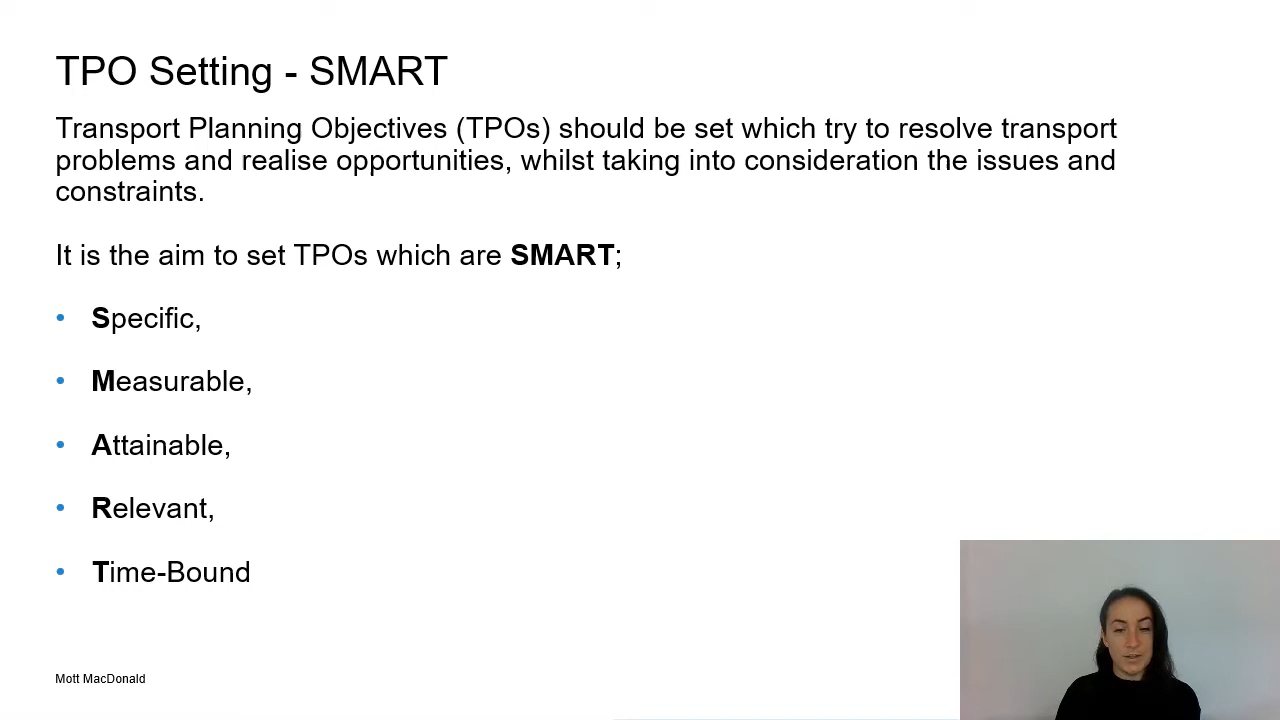 TPO Setting - SMART
Transport Planning Objectives (TPOs) should be set which try to resolve transport
problems and realise opportunities, whilst taking into consideration the issues and
constraints.
It is the aim to set TPOs which are SMART;
• Specific,
• Measurable,
• Attainable,
• Relevant,
• Time-Bound
Mott MacDonald